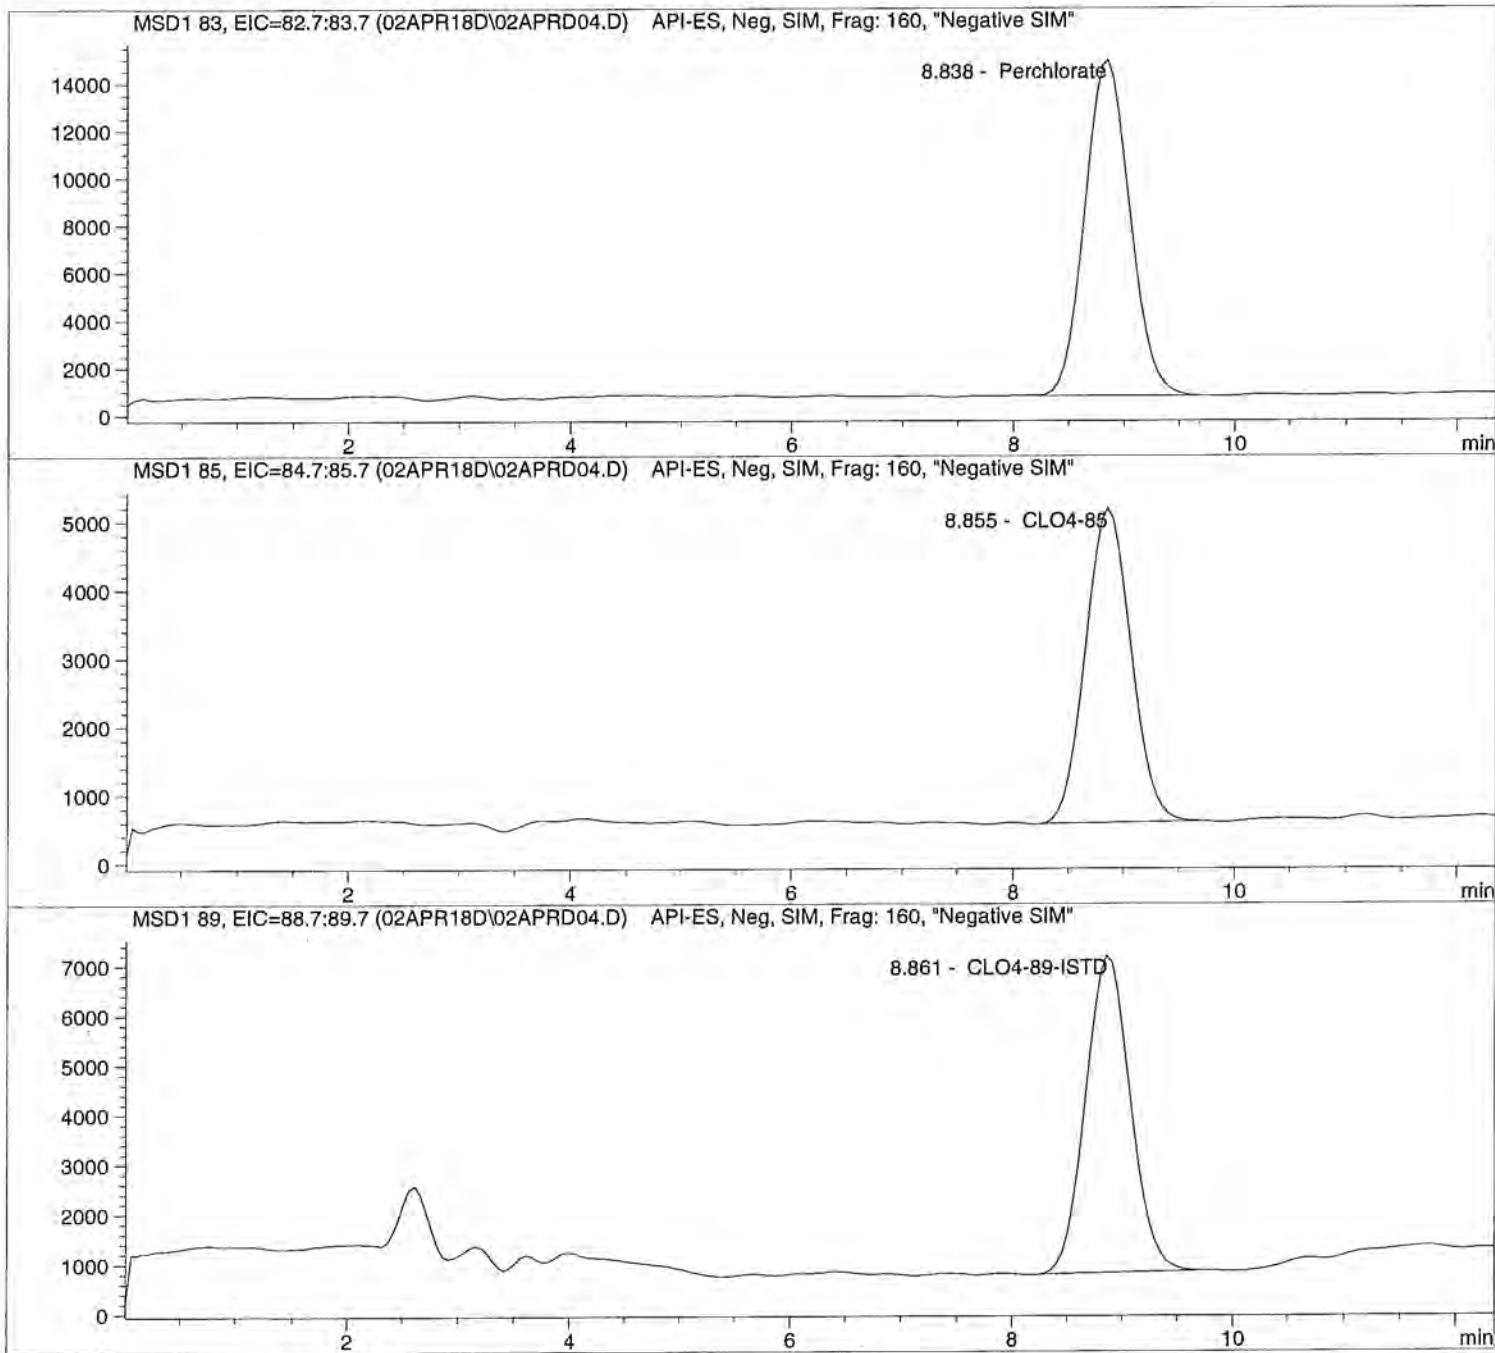 MSD1 83, EIC=82.7:83.7 (02APR18D\02APRD04.D) API-ES, Neg, SIM, Frag: 160, "Negative SIM"
8.838 - Perchlorate
14000
12000
10000
8000
6000
4000
2000
0
2 4 6 8 10 min
MSD1 85, EIC=84.7:85.7 (02APR18D\02APRD04.D) API-ES, Neg, SIM, Frag: 160, "Negative SIM"
8.855 - CLO4-85
5000
4000
3000
2000
1000
0
2 4 6 8 10 min
MSD1 89, EIC=88.7:89.7 (02APR18D\02APRD04.D) API-ES, Neg, SIM, Frag: 160, "Negative SIM"
8.861 - CLO4-89-ISTD
7000
6000
5000
4000
3000
2000
1000
0
2 4 6 8 10 min